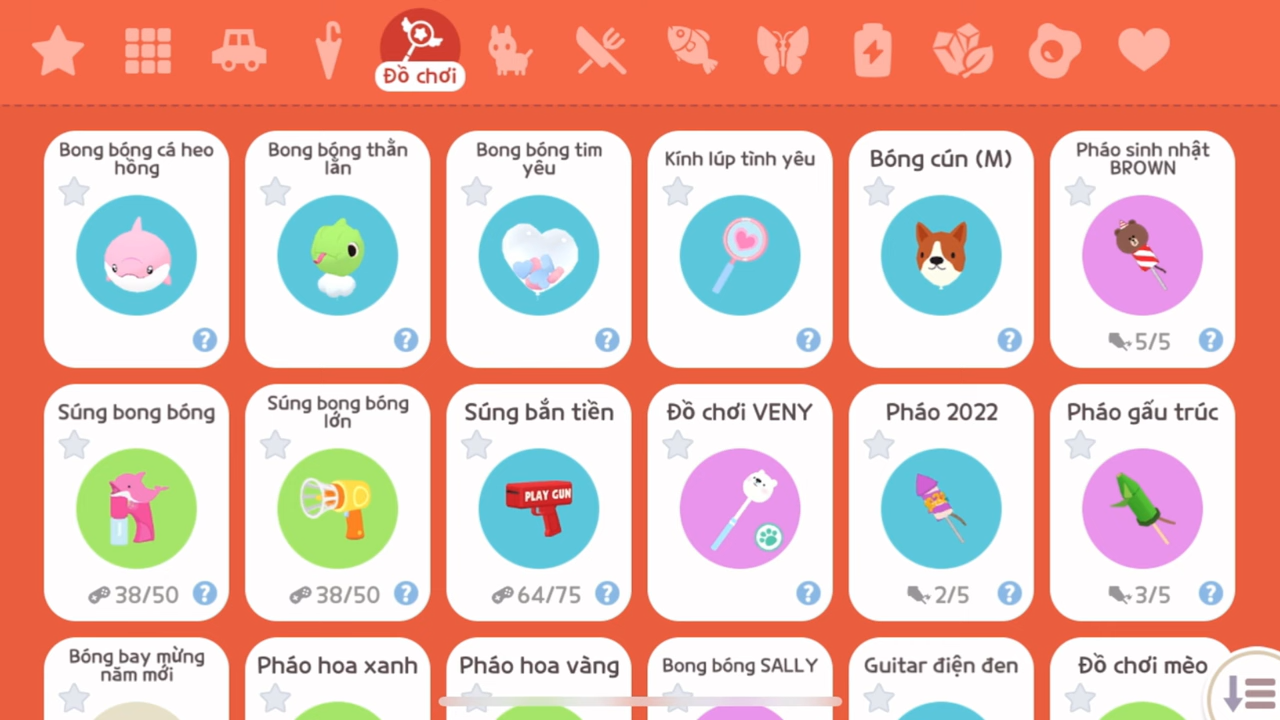 Đồ chơi
Bong bóng cá heo
hồng
Bong bóng thằn
lằn
Bong bóng tim
yêu
Kính lúp tình yêu
Bóng cún (M)
Pháo sinh nhật
BROWN
5/5
Súng bong bóng
38/50
Súng bong bóng
lớn
38/50
Súng bắn tiền
PLAY GUN
64/75
Đồ chơi VENY
Pháo 2022
2/5
Pháo gấu trúc
3/5
Bóng bay mừng
năm mới
Pháo hoa xanh
Pháo hoa vàng
Bong bóng SALLY
Guitar điện đen
Đồ chơi mèo